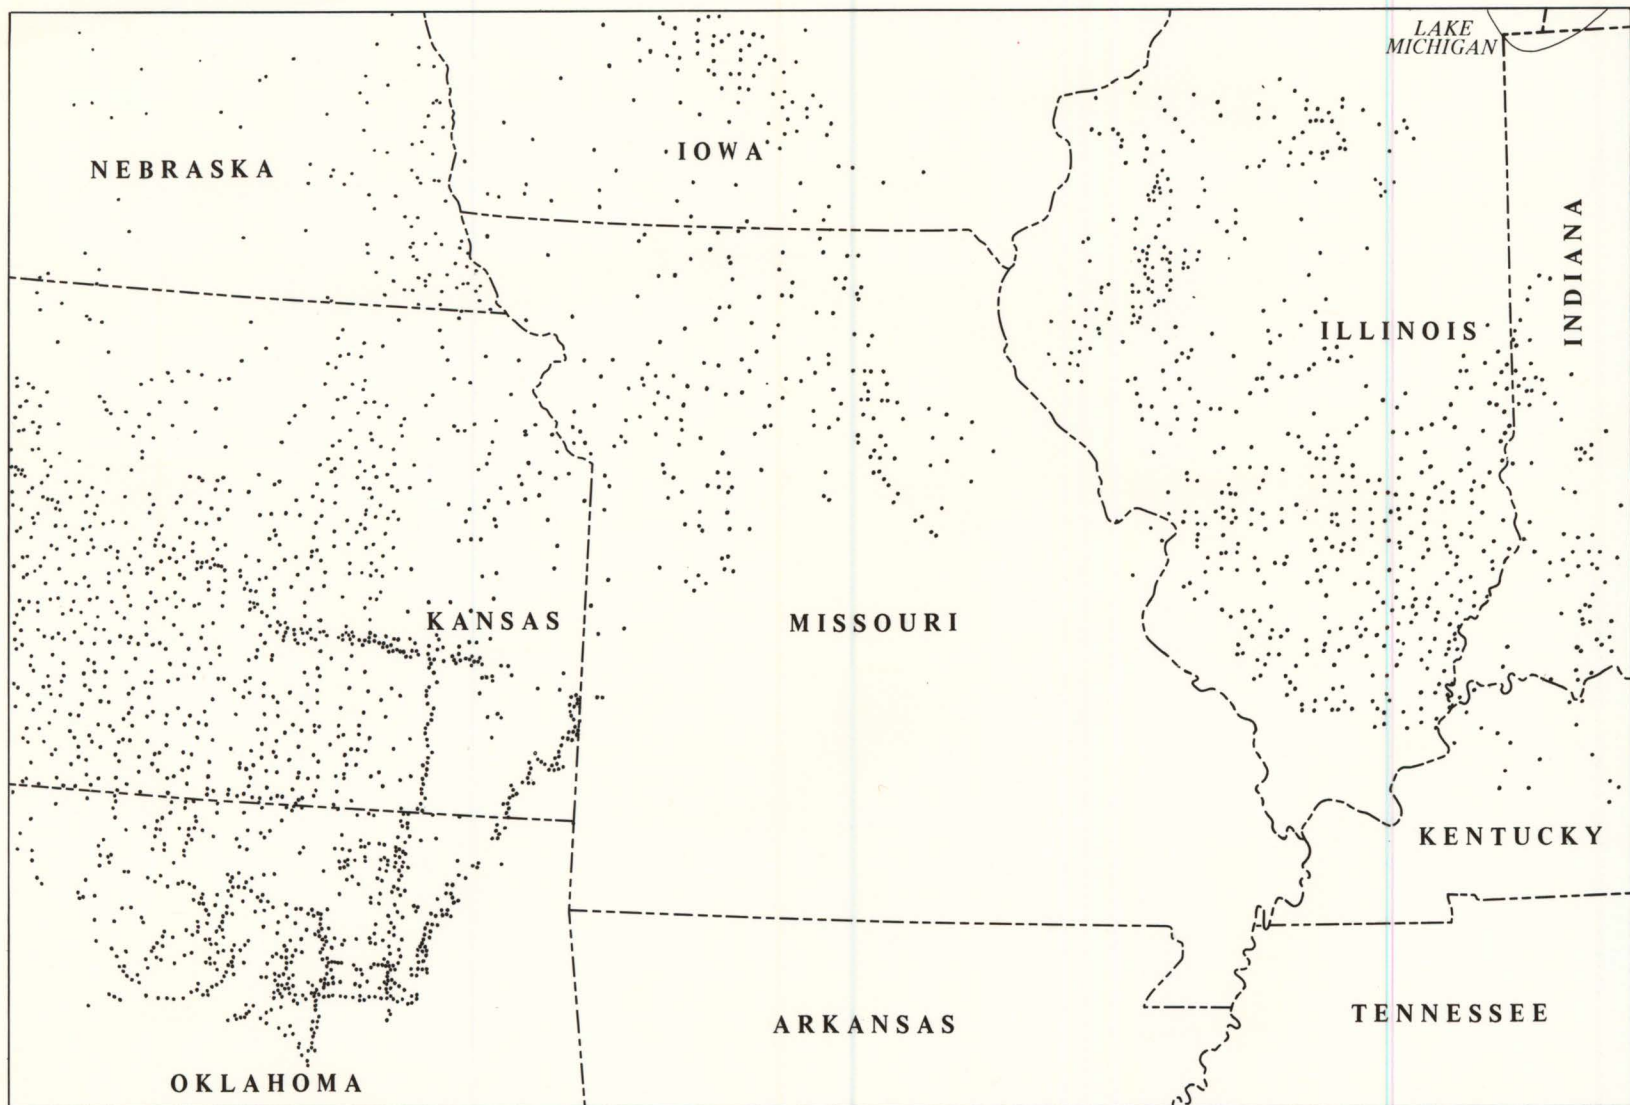 LAKE
MICHIGAN
IOWA
NEBRASKA
INDIANA
ILLINOIS
KANSAS
MISSOURI
KENTUCKY
ARKANSAS
TENNESSEE
OKLAHOMA